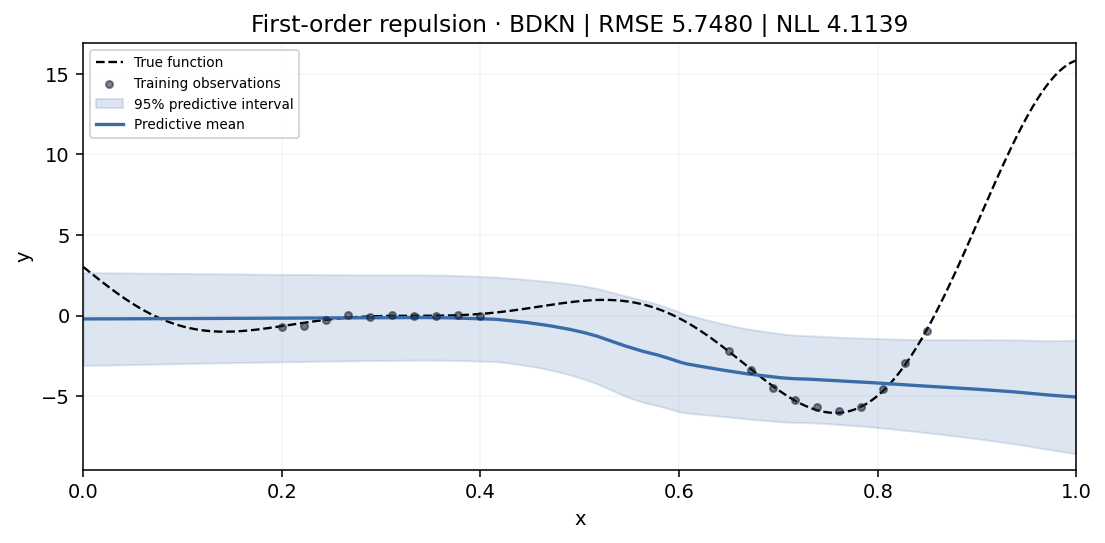 First-order repulsion · BDKN | RMSE 5.7480 | NLL 4.1139
True function
Training observations
95% predictive interval
Predictive mean
15
10
5
0
−5
y
0.0 0.2 0.4 0.6 0.8 1.0
x